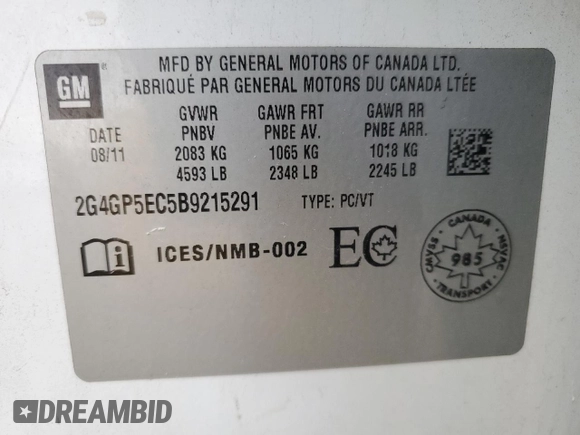 GM
MFD BY GENERAL MOTORS OF CANADA LTD.
FABRIQUÉ PAR GENERAL MOTORS DU CANADA LTÉE
GVWR GAWR FRT GAWR RR
DATE PNBV PNBE AV. PNBE ARR.
08/11 2083 KG 1065 KG 1018 KG
4593 LB 2348 LB 2245 LB
2G4GP5EC5B9215291 TYPE: PC/VT
i ICES/NMB-002 EC
CANADA
CMVSS 985 NSVAC
TRANSPORT
DREAMBID